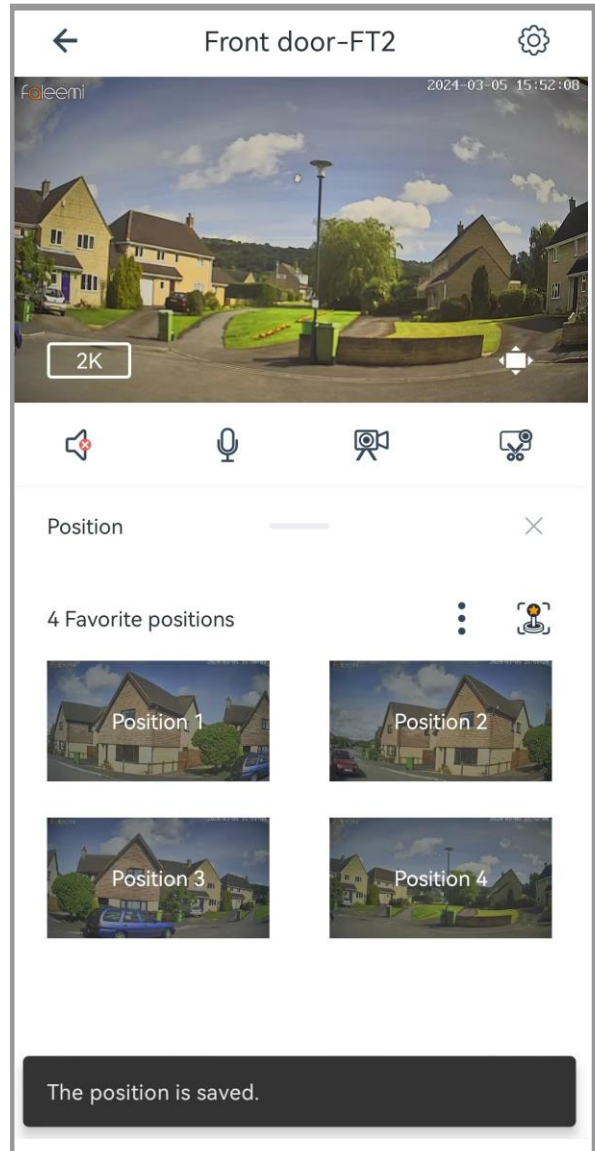 Front door-FT2
Faleemi
2024-03-05 15:52:08
2K
Position
4 Favorite positions
Position 1
Position 2
Position 3
Position 4
The position is saved.